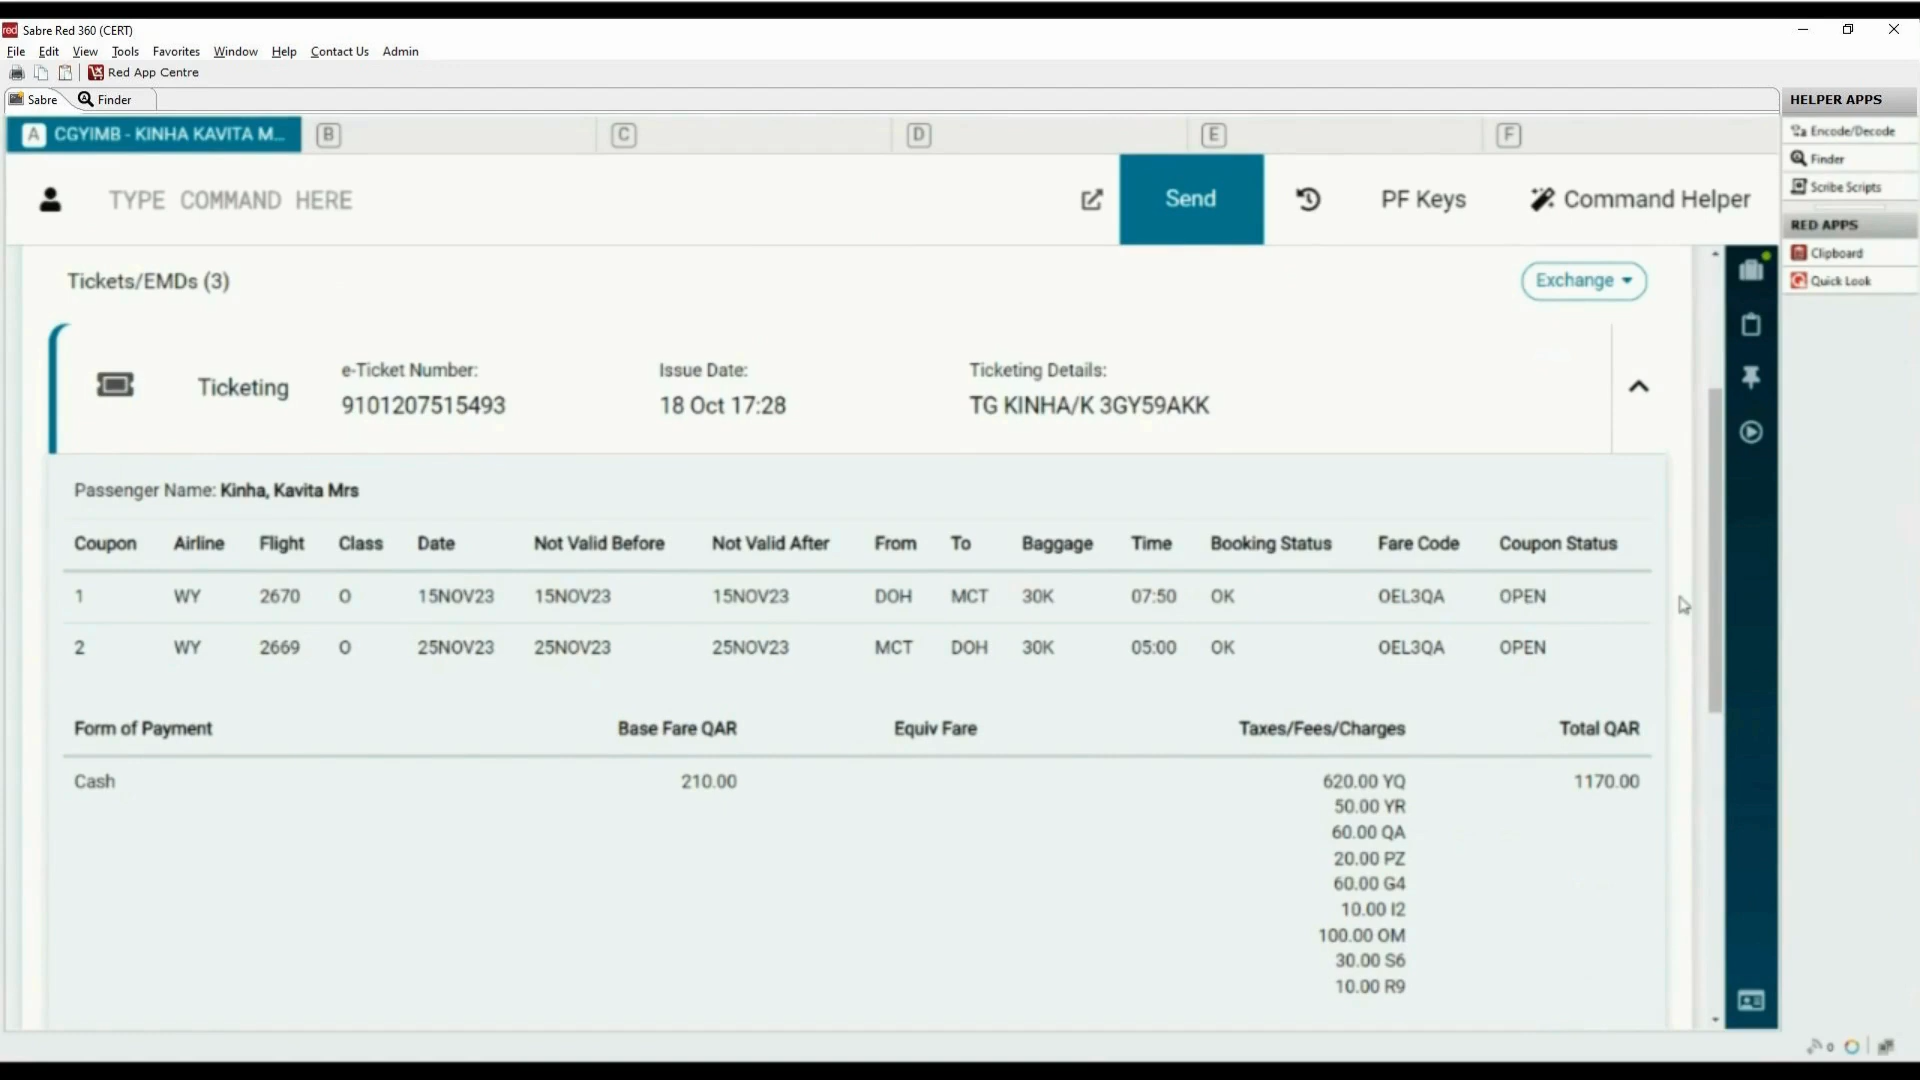 red Sabre Red 360 (CERT)
File Edit View Tools Favorites Window Help Contact Us Admin
Red App Centre
Sabre Finder
HELPER APPS
Encode/Decode
Finder
Scribe Scripts
RED APPS
Clipboard
Quick Look
A CGYIMB - KINHA KAVITA M... B C D E F
TYPE COMMAND HERE Send PF Keys Command Helper
Tickets/EMDs (3) Exchange
Ticketing e-Ticket Number: Issue Date: Ticketing Details:
9101207515493 18 Oct 17:28 TG KINHA/K 3GY59AKK
Passenger Name: Kinha, Kavita Mrs
Coupon Airline Flight Class Date Not Valid Before Not Valid After From To Baggage Time Booking Status Fare Code Coupon Status
1 WY 2670 O 15NOV23 15NOV23 15NOV23 DOH MCT 30K 07:50 OK OEL3QA OPEN
2 WY 2669 O 25NOV23 25NOV23 25NOV23 MCT DOH 30K 05:00 OK OEL3QA OPEN
Form of Payment Base Fare QAR Equiv Fare Taxes/Fees/Charges Total QAR
Cash 210.00 620.00 YQ 1170.00
50.00 YR
60.00 QA
20.00 PZ
60.00 G4
10.00 I2
100.00 OM
30.00 S6
10.00 R9
0